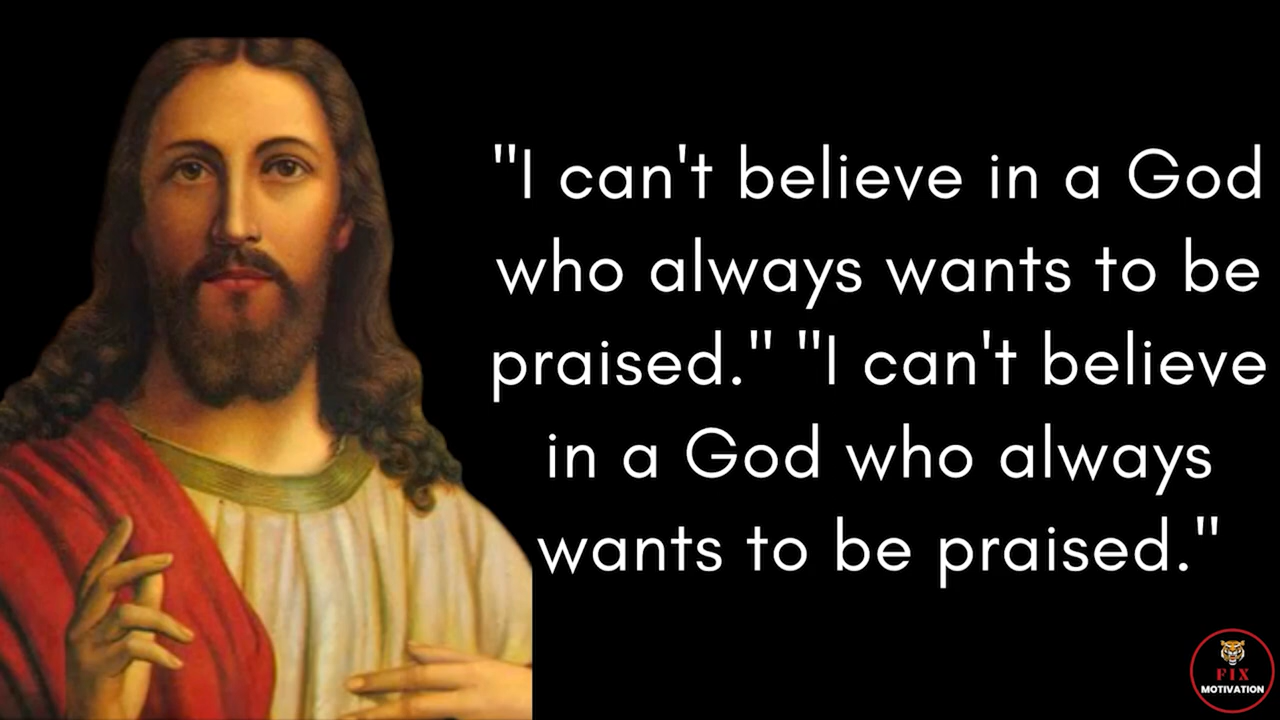 "I can't believe in a God
who always wants to be
praised." "I can't believe
in a God who always
wants to be praised."
FIX
MOTIVATION